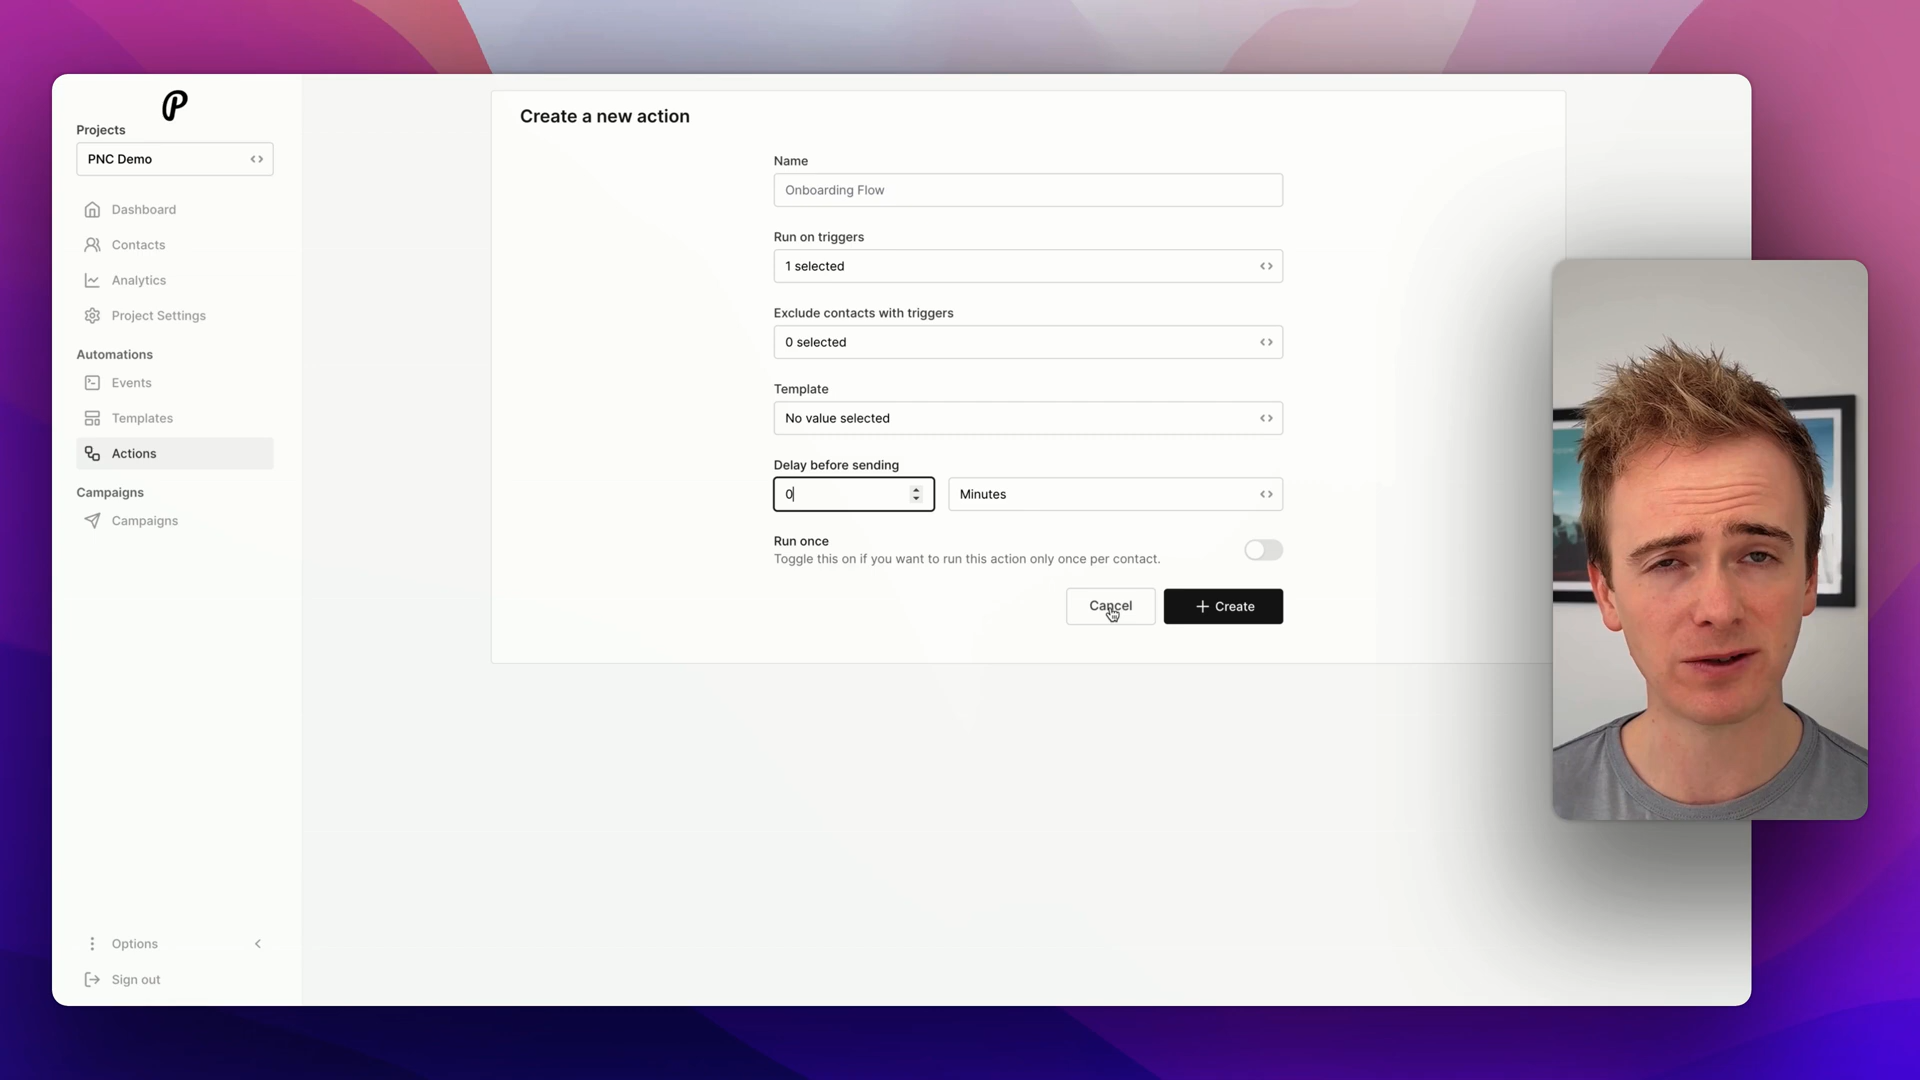 Projects
PNC Demo
Dashboard
Contacts
Analytics
Project Settings
Automations
Events
Templates
Actions
Campaigns
Campaigns
Options
Sign out
Create a new action
Name
Onboarding Flow
Run on triggers
1 selected
Exclude contacts with triggers
0 selected
Template
No value selected
Delay before sending
0
Minutes
Run once
Toggle this on if you want to run this action only once per contact.
Cancel
+ Create